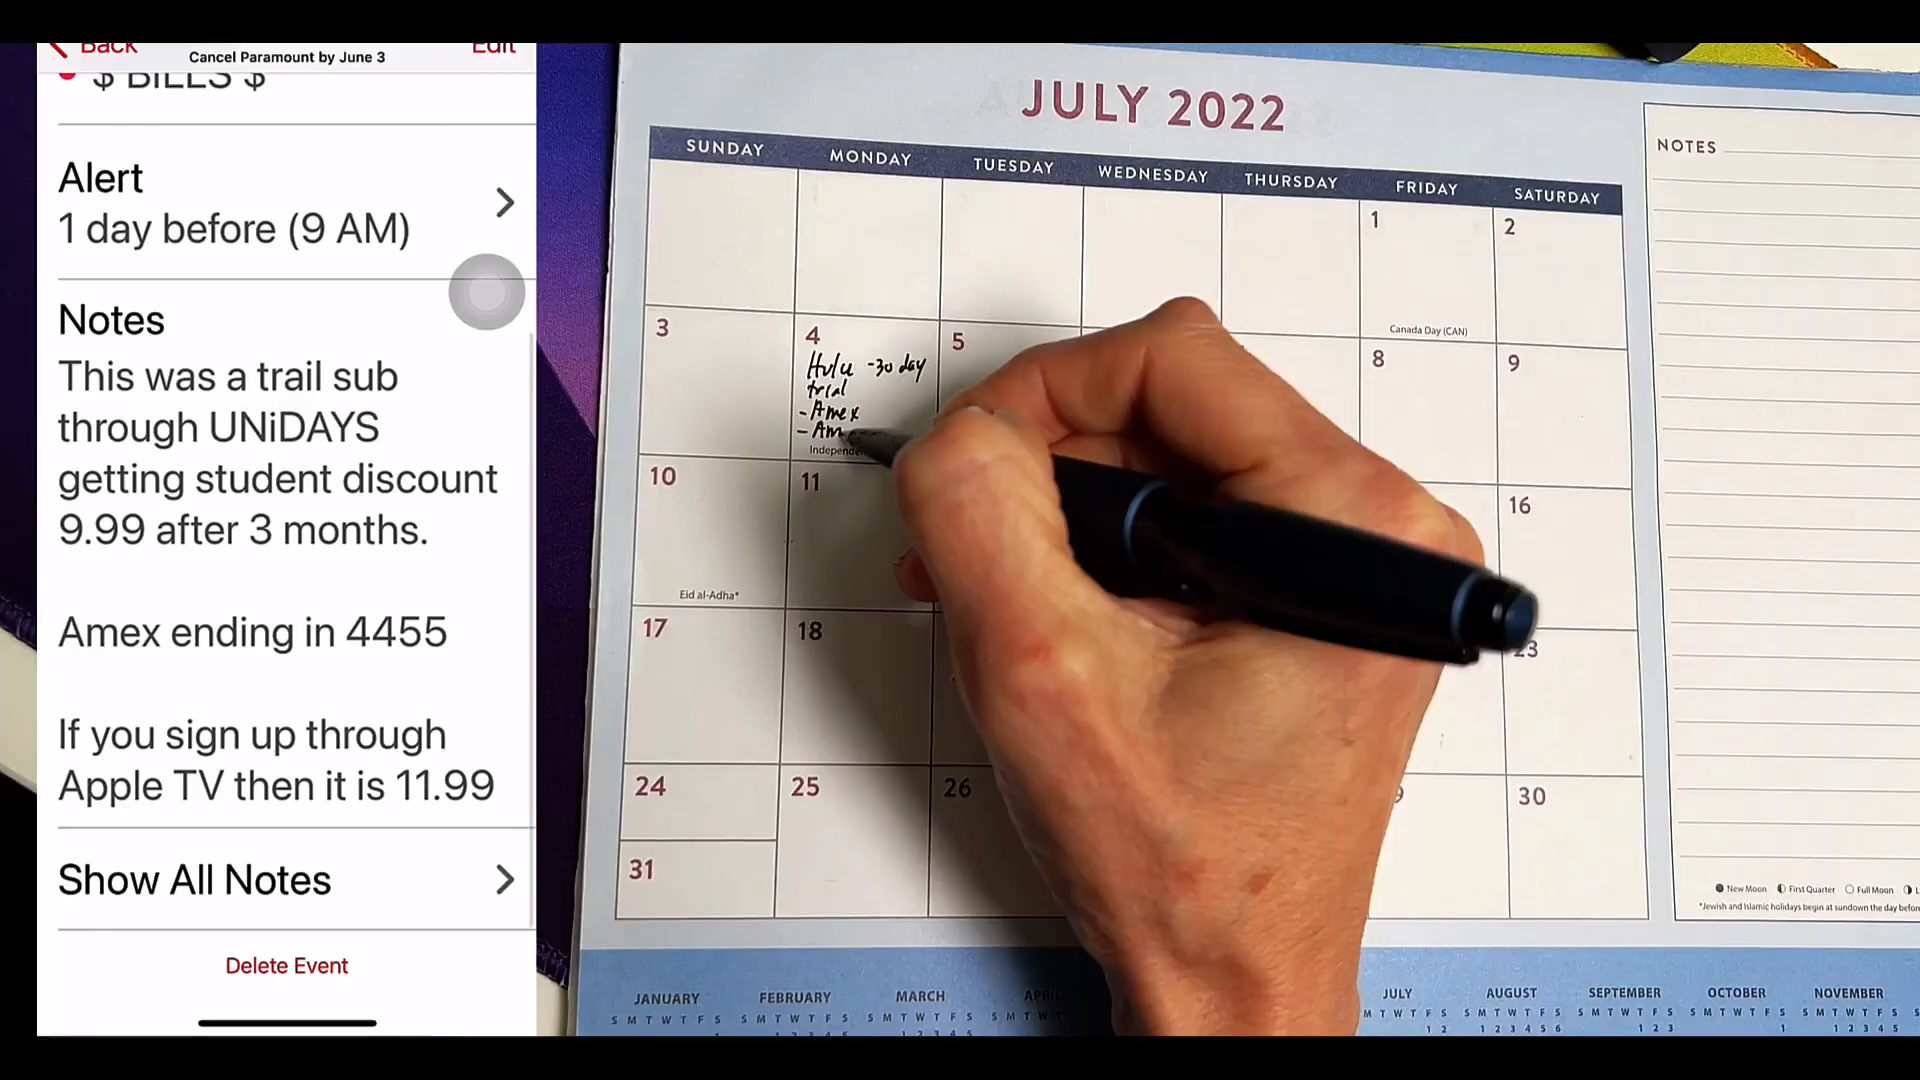 Back
Cancel Paramount by June 3
Edit
$ BILLS $
Alert
1 day before (9 AM)
Notes
This was a trail sub
through UNiDAYS
getting student discount
9.99 after 3 months.
Amex ending in 4455
If you sign up through
Apple TV then it is 11.99
Show All Notes
Delete Event
JULY 2022
SUNDAY MONDAY TUESDAY WEDNESDAY THURSDAY FRIDAY SATURDAY
1 2
Canada Day (CAN)
3 4 5 8 9
Hulu -30 day
trial
- Amex
- Am
10 11 16
Eid al-Adha*
17 18 23
24 25 26 30
31
NOTES
New Moon First Quarter Full Moon
*Jewish and Islamic holidays begin at sundown the day before
JANUARY FEBRUARY MARCH JULY AUGUST SEPTEMBER OCTOBER NOVEMBER